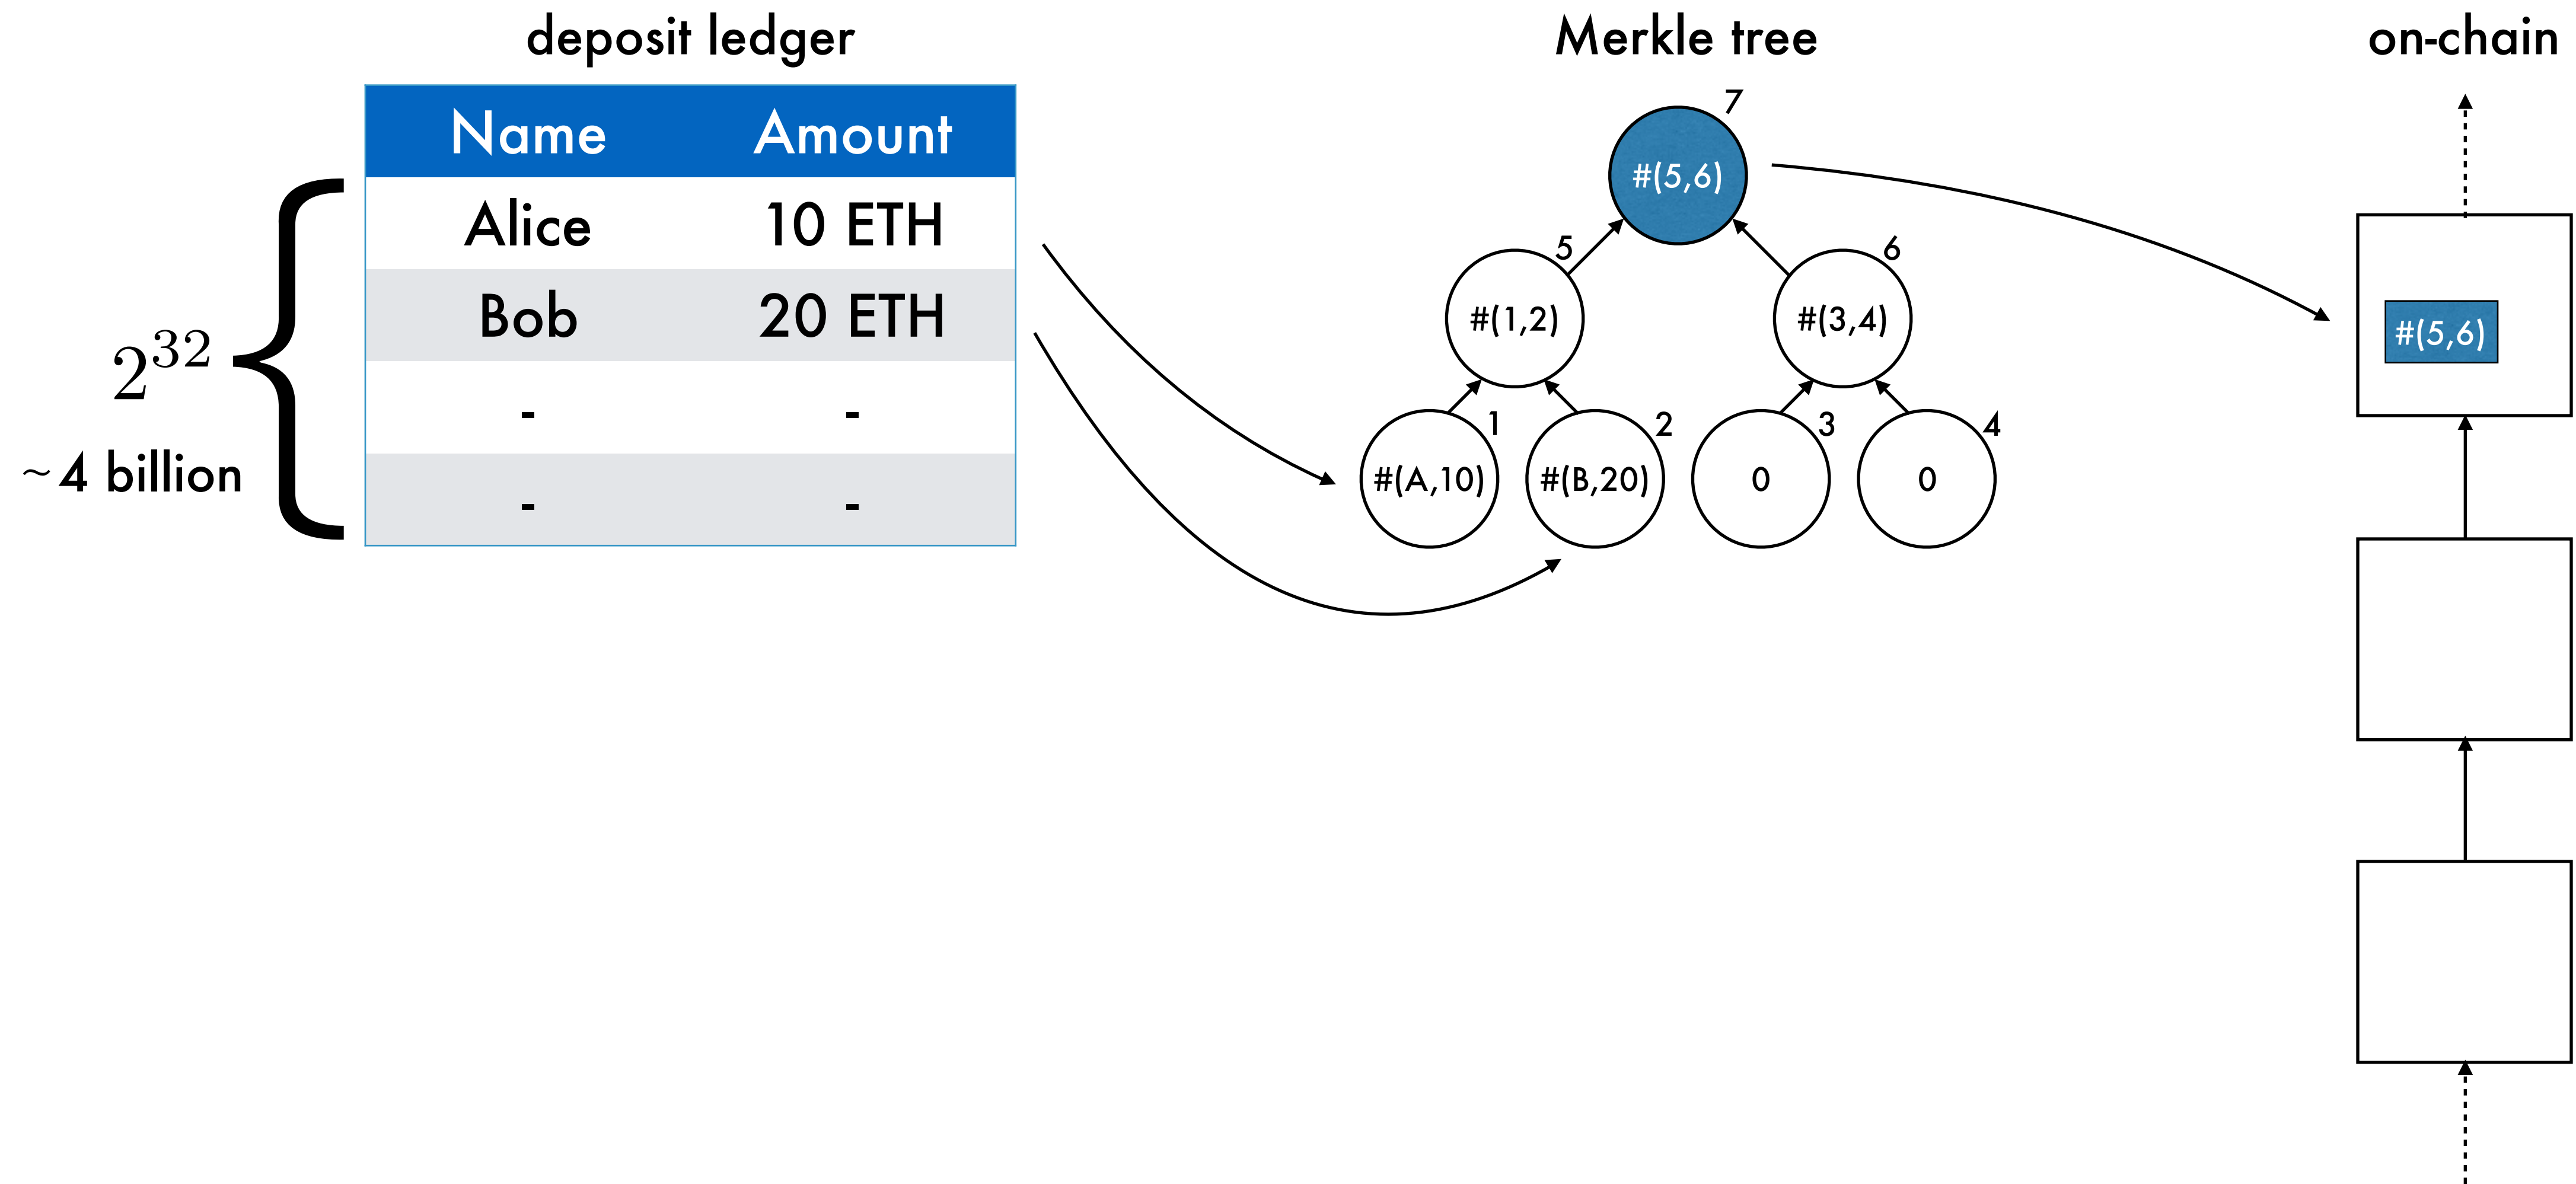 deposit ledger
Name Amount
Alice 10 ETH
Bob 20 ETH
- -
- -
2^32
~4 billion
Merkle tree
7
#(5,6)
5 6
#(1,2) #(3,4)
1 2 3 4
#(A,10) #(B,20) 0 0
on-chain
#(5,6)